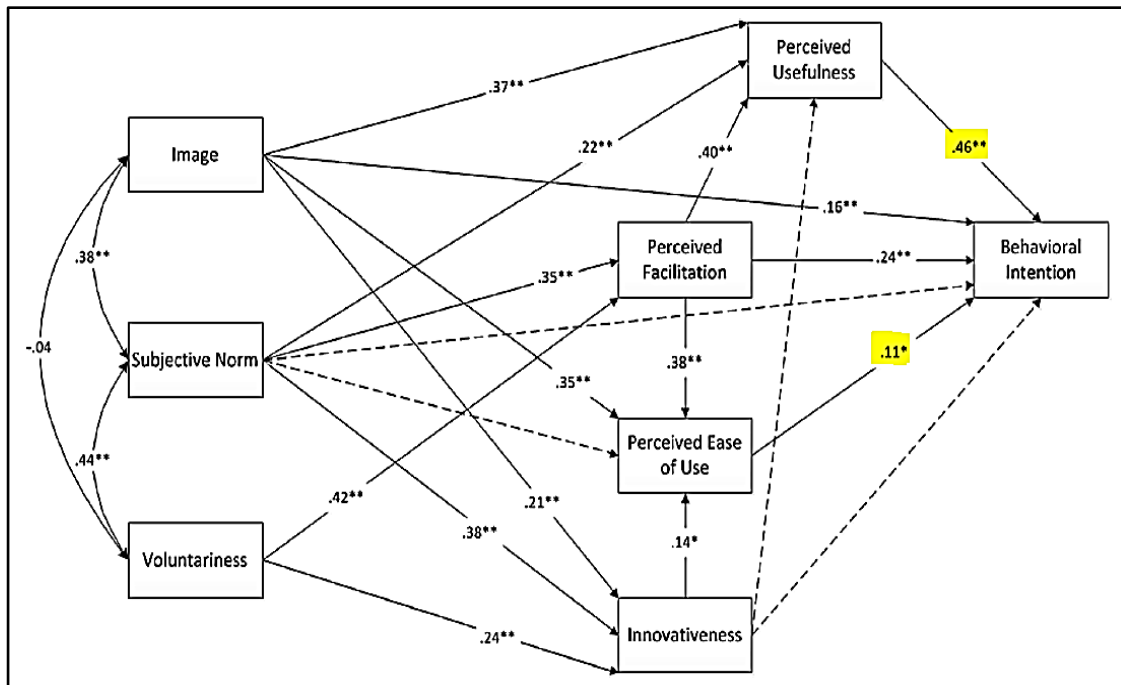 Perceived
Usefulness
.37**
Image
.22**
.40**
.46**
.16**
Perceived
Facilitation
Behavioral
Intention
.38**
.35**
.24**
-.04
Subjective Norm
.38**
.11*
.35**
Perceived Ease
of Use
.44**
.42**
.21**
.38**
.14*
Voluntariness
Innovativeness
.24**